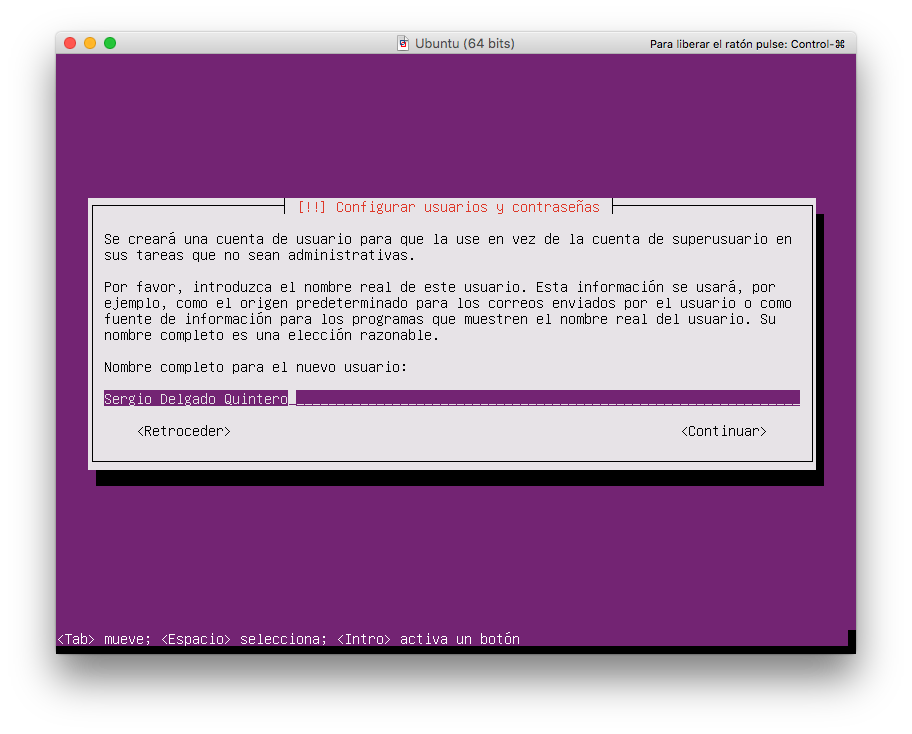 Ubuntu (64 bits)
Para liberar el ratón pulse: Control-⌘
[!!] Configurar usuarios y contraseñas
Se creará una cuenta de usuario para que la use en vez de la cuenta de superusuario en
sus tareas que no sean administrativas.
Por favor, introduzca el nombre real de este usuario. Esta información se usará, por
ejemplo, como el origen predeterminado para los correos enviados por el usuario o como
fuente de información para los programas que muestren el nombre real del usuario. Su
nombre completo es una elección razonable.
Nombre completo para el nuevo usuario:
Sergio Delgado Quintero
<Retroceder>
<Continuar>
<Tab> mueve; <Espacio> selecciona; <Intro> activa un botón